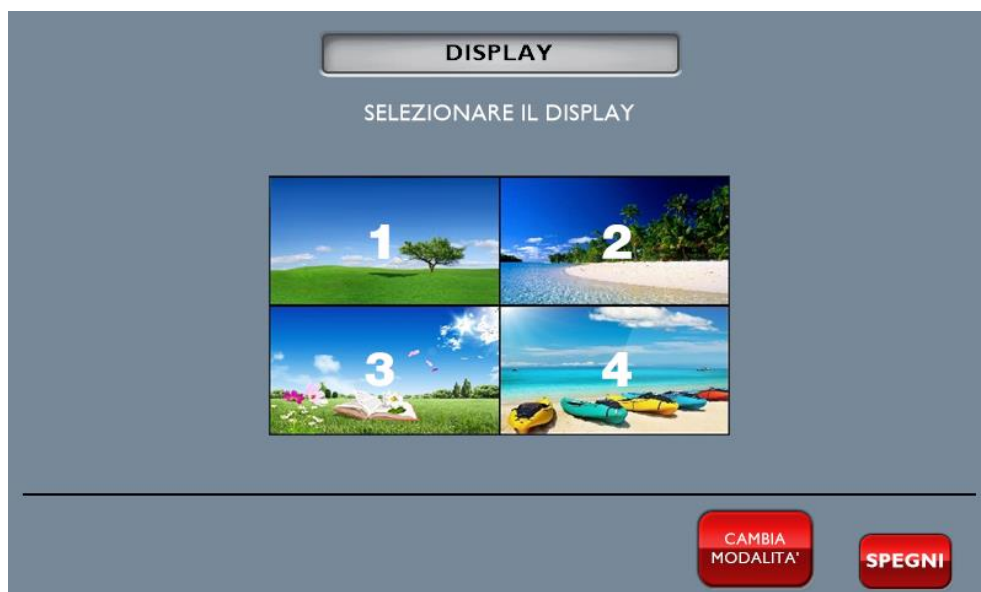 DISPLAY
SELEZIONARE IL DISPLAY
1
2
3
4
CAMBIA
MODALITA'
SPEGNI